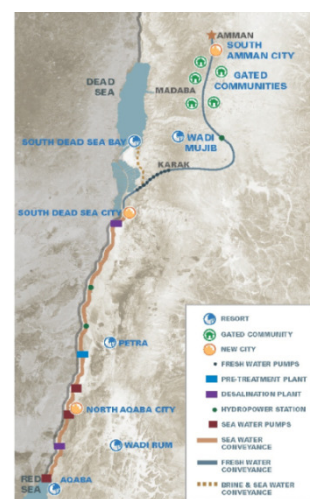 AMMAN
SOUTH
AMMAN CITY
GATED
COMMUNITIES
DEAD
SEA
MADABA
SOUTH DEAD SEA BAY
WADI
MUJIB
KARAK
SOUTH DEAD SEA CITY
PETRA
NORTH AQABA CITY
WADI RUM
RED
SEA
AQABA
RESORT
GATED COMMUNITY
NEW CITY
FRESH WATER PUMPS
PRE-TREATMENT PLANT
DESALINATION PLANT
HYDROPOWER STATION
SEA WATER PUMPS
SEA WATER
CONVEYANCE
FRESH WATER
CONVEYANCE
BRINE & SEA WATER
CONVEYANCE